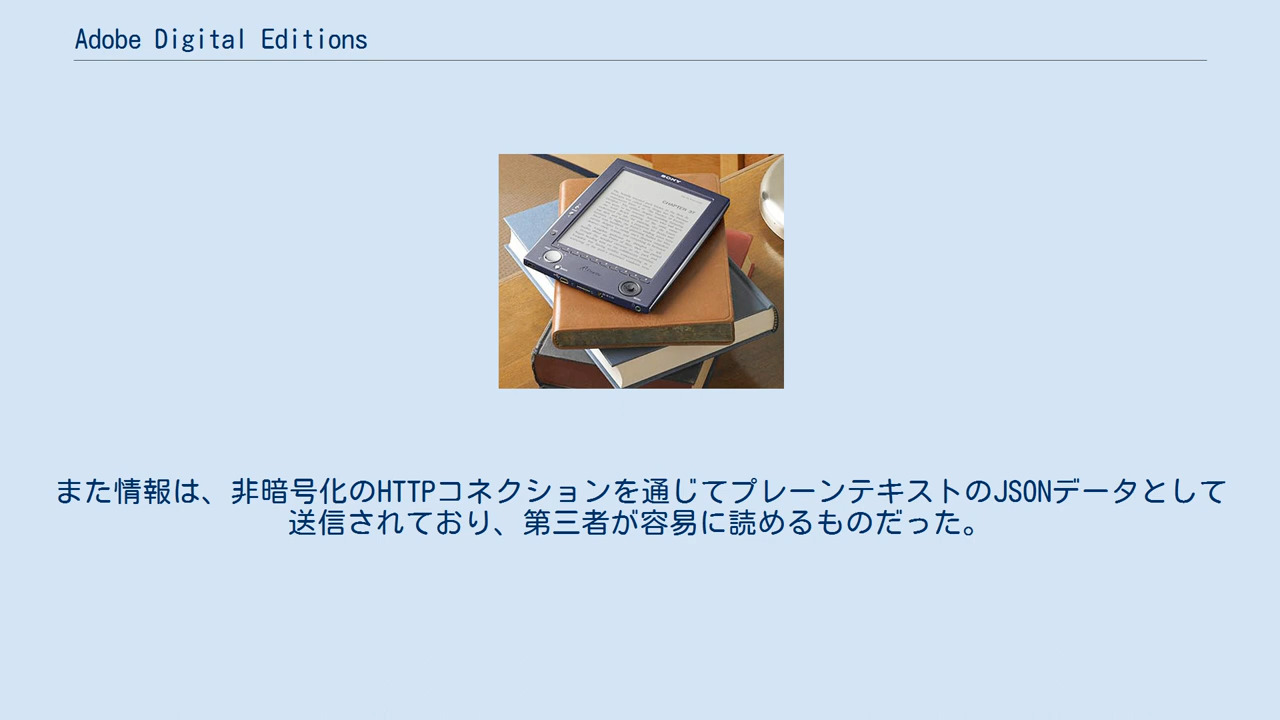 Adobe Digital Editions
SONY
CHAPTER
また情報は、非暗号化のHTTPコネクションを通じてプレーンテキストのJSONデータとして
送信されており、第三者が容易に読めるものだった。